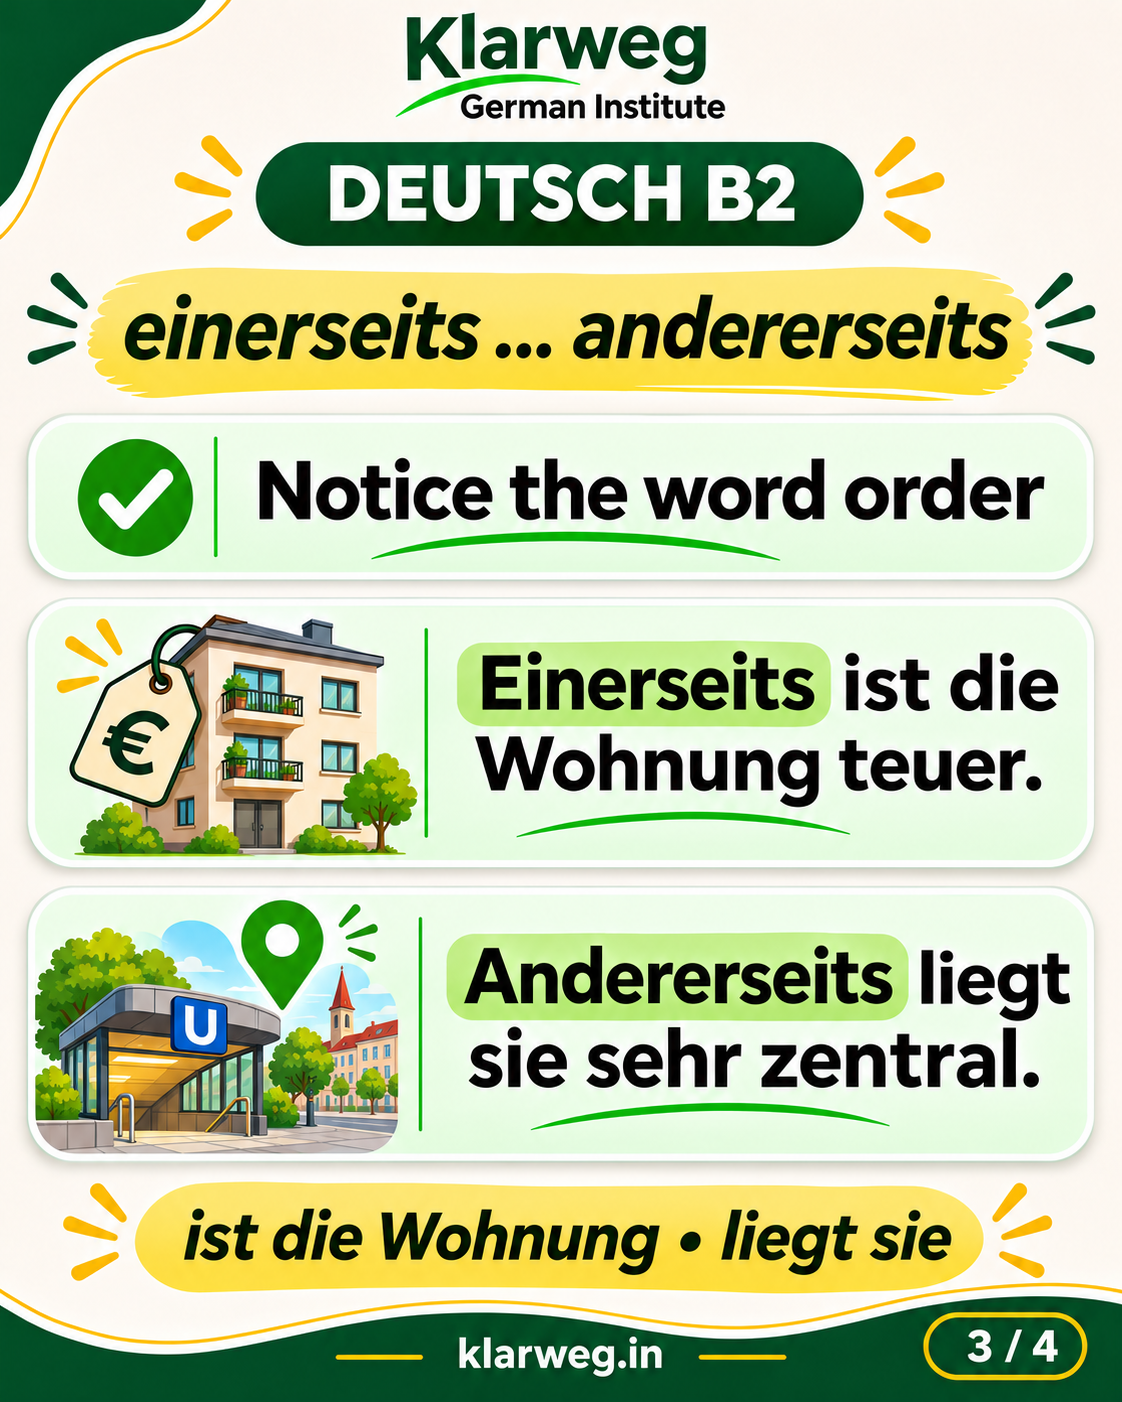 Klarweg
German Institute
DEUTSCH B2
einerseits ... andererseits
Notice the word order
€
Einerseits ist die
Wohnung teuer.
U
Andererseits liegt
sie sehr zentral.
ist die Wohnung • liegt sie
klarweg.in
3 / 4